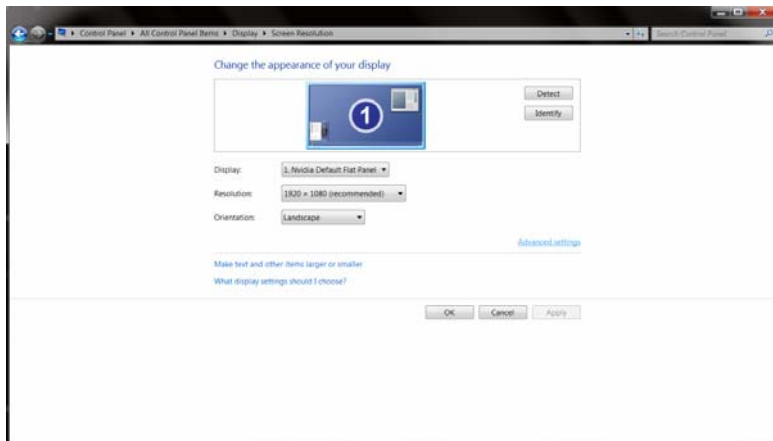 Control Panel ▸ All Control Panel Items ▸ Display ▸ Screen Resolution
Search Control Panel
Change the appearance of your display
1
Detect
Identify
Display: 1. Nvidia Default Flat Panel
Resolution: 1920 × 1080 (recommended)
Orientation: Landscape
Advanced settings
Make text and other items larger or smaller
What display settings should I choose?
OK Cancel Apply